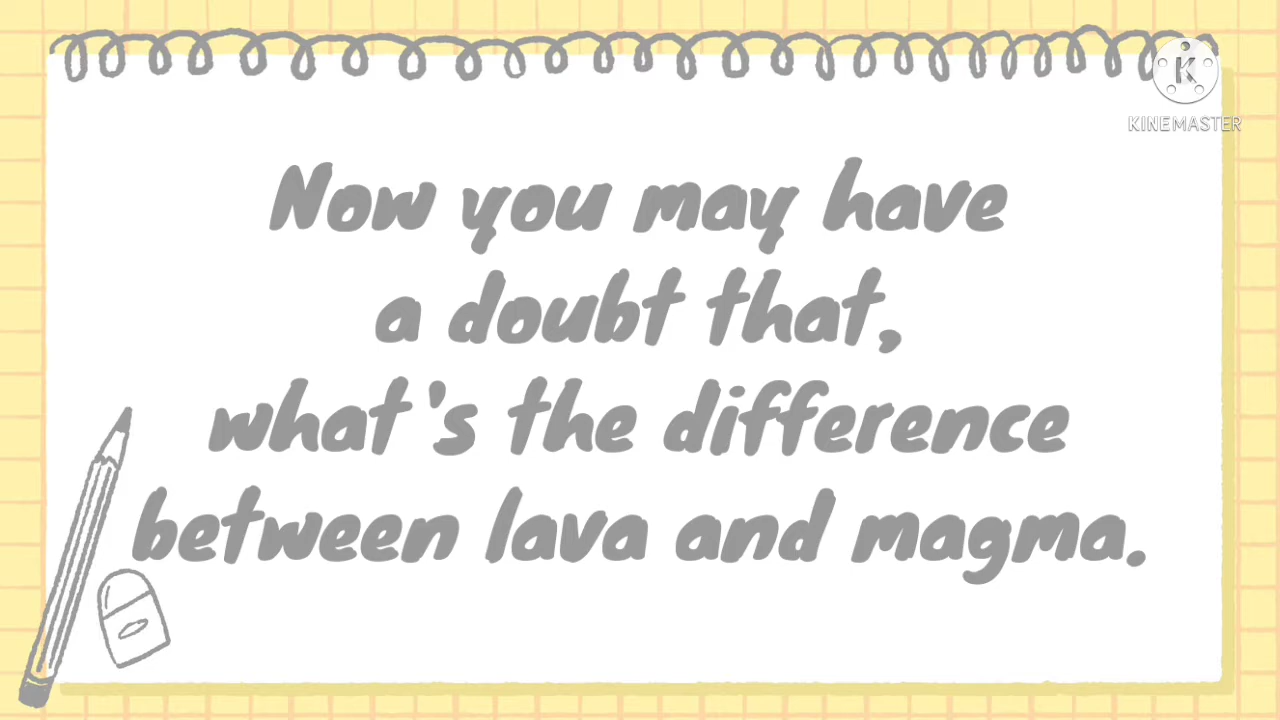 KINEMASTER
Now you may have
a doubt that,
what's the difference
between lava and magma.